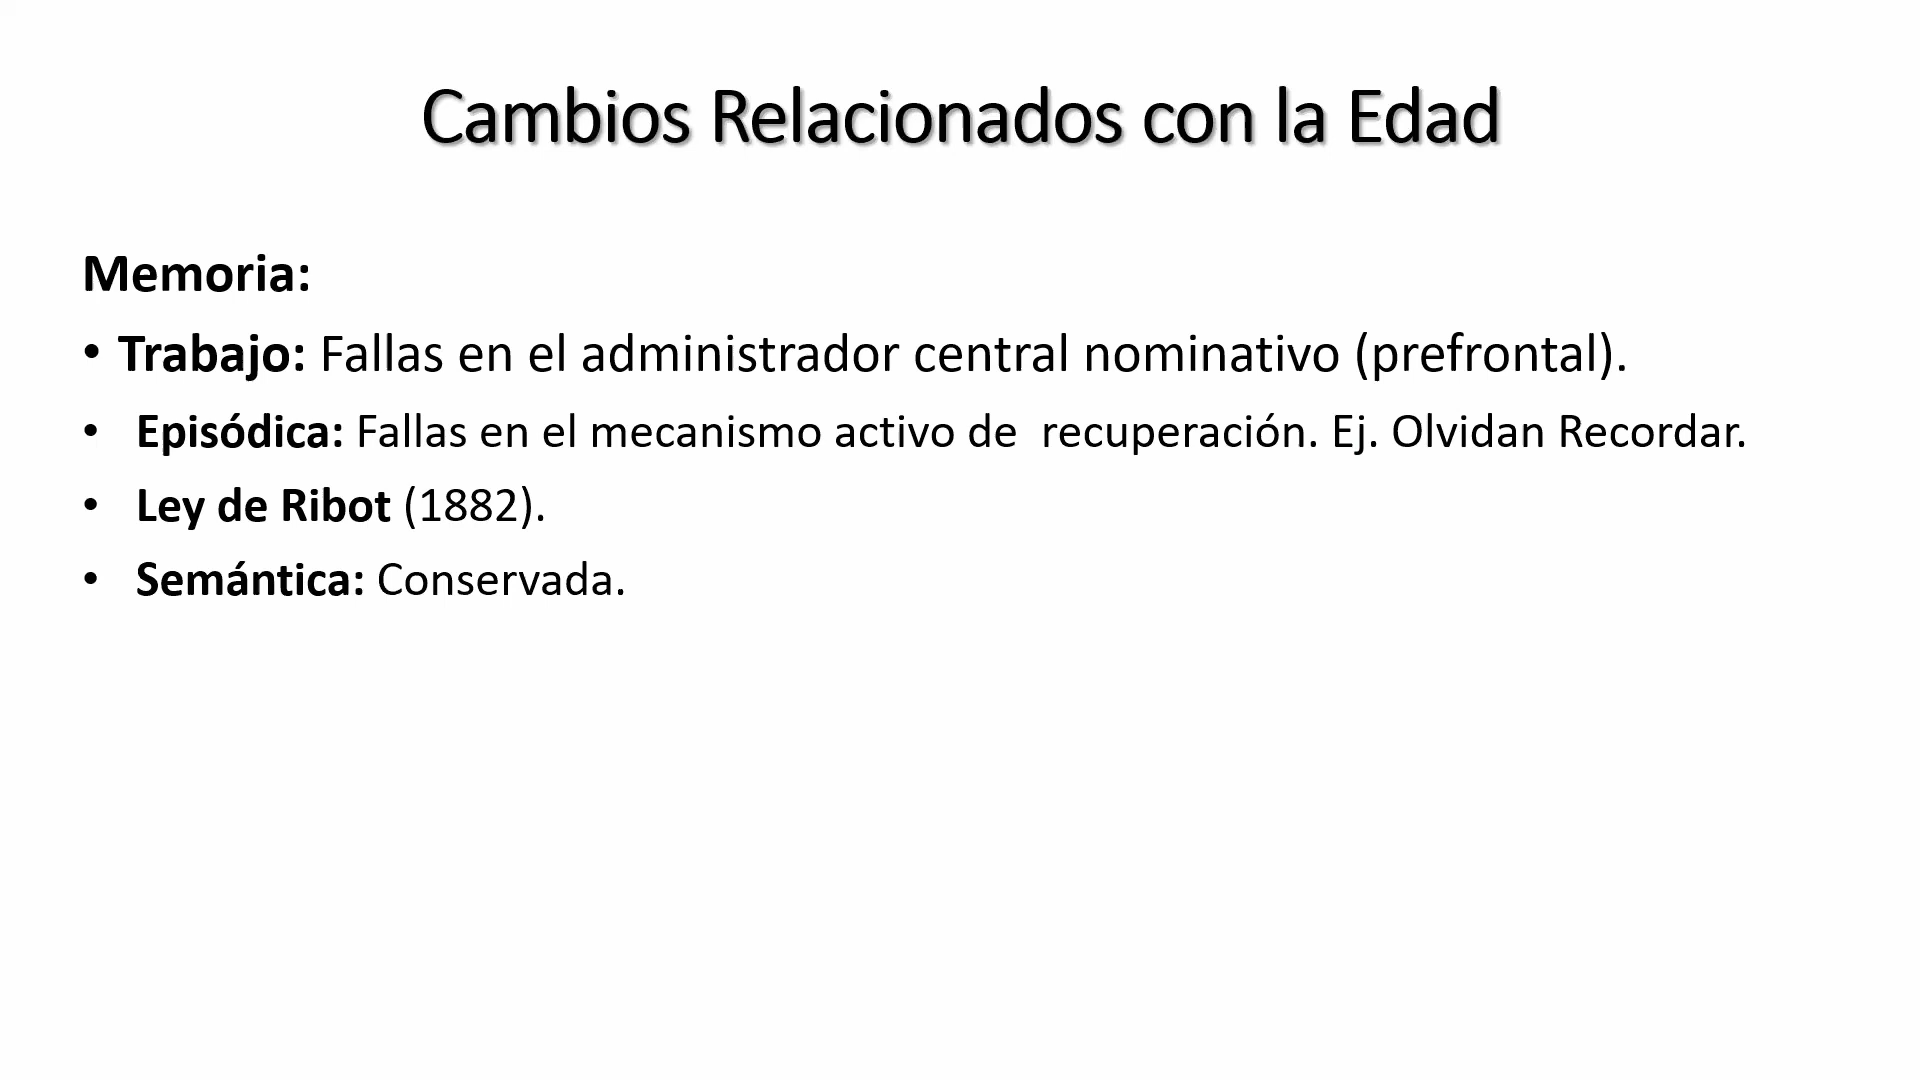 Cambios Relacionados con la Edad
Memoria:
• Trabajo: Fallas en el administrador central nominativo (prefrontal).
• Episódica: Fallas en el mecanismo activo de  recuperación. Ej. Olvidan Recordar.
• Ley de Ribot (1882).
• Semántica: Conservada.